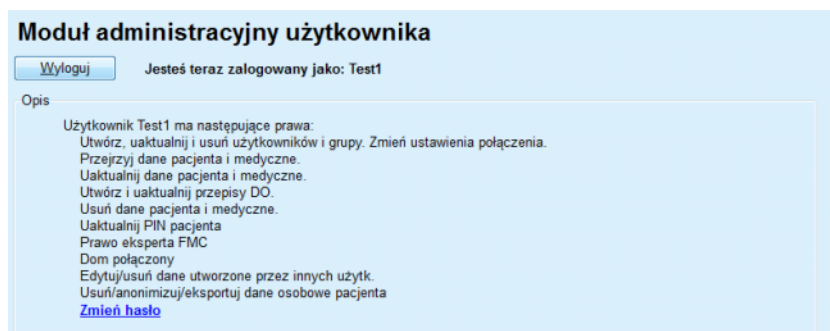 Moduł administracyjny użytkownika
Wyloguj Jesteś teraz zalogowany jako: Test1
Opis
Użytkownik Test1 ma następujące prawa:
Utwórz, uaktualnij i usuń użytkowników i grupy. Zmień ustawienia połączenia.
Przejrzyj dane pacjenta i medyczne.
Uaktualnij dane pacjenta i medyczne.
Utwórz i uaktualnij przepisy DO.
Usuń dane pacjenta i medyczne.
Uaktualnij PIN pacjenta
Prawo eksperta FMC
Dom połączony
Edytuj/usuń dane utworzone przez innych użytk.
Usuń/anonimizuj/eksportuj dane osobowe pacjenta
Zmień hasło